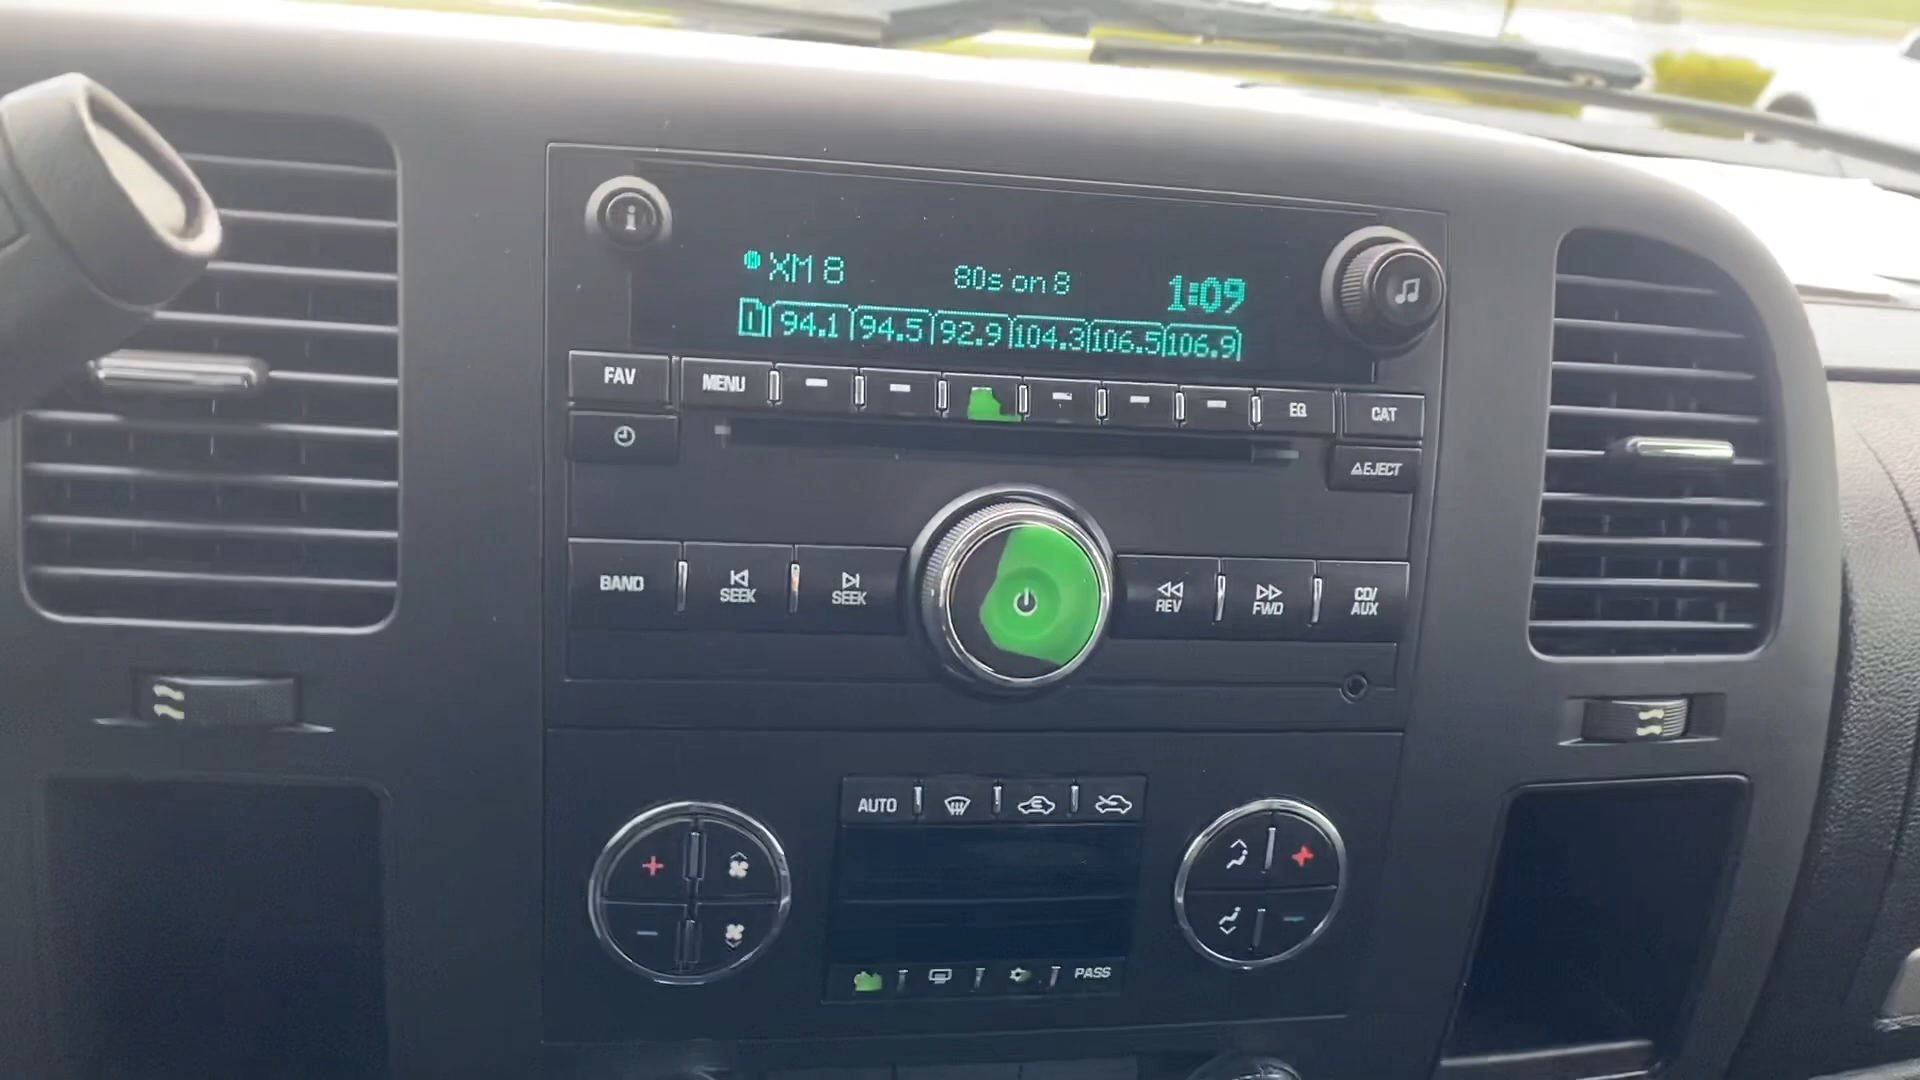 i
XM 8 80s on 8 1:09
1 94.1 94.5 92.9 104.3 106.5 106.9
FAV MENU EQ CAT
EJECT
BAND SEEK SEEK REV FWD CD/
AUX
AUTO
PASS